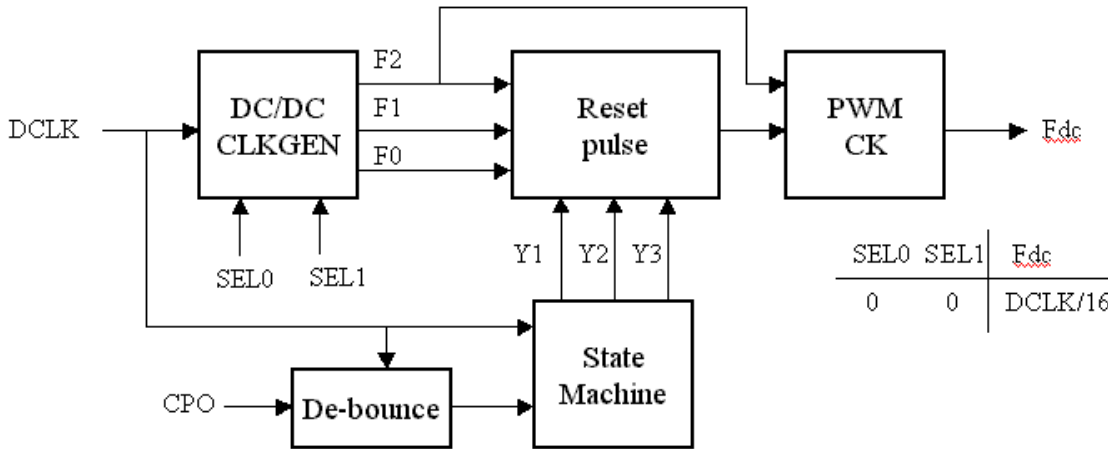 F2
DC/DC
CLKGEN
F1
F0
DCLK
Reset
pulse
PWM
CK
Fdc
SEL0
SEL1
Y1
Y2
Y3
SEL0 SEL1 Fdc
0 0 DCLK/16
State
Machine
CPO
De-bounce